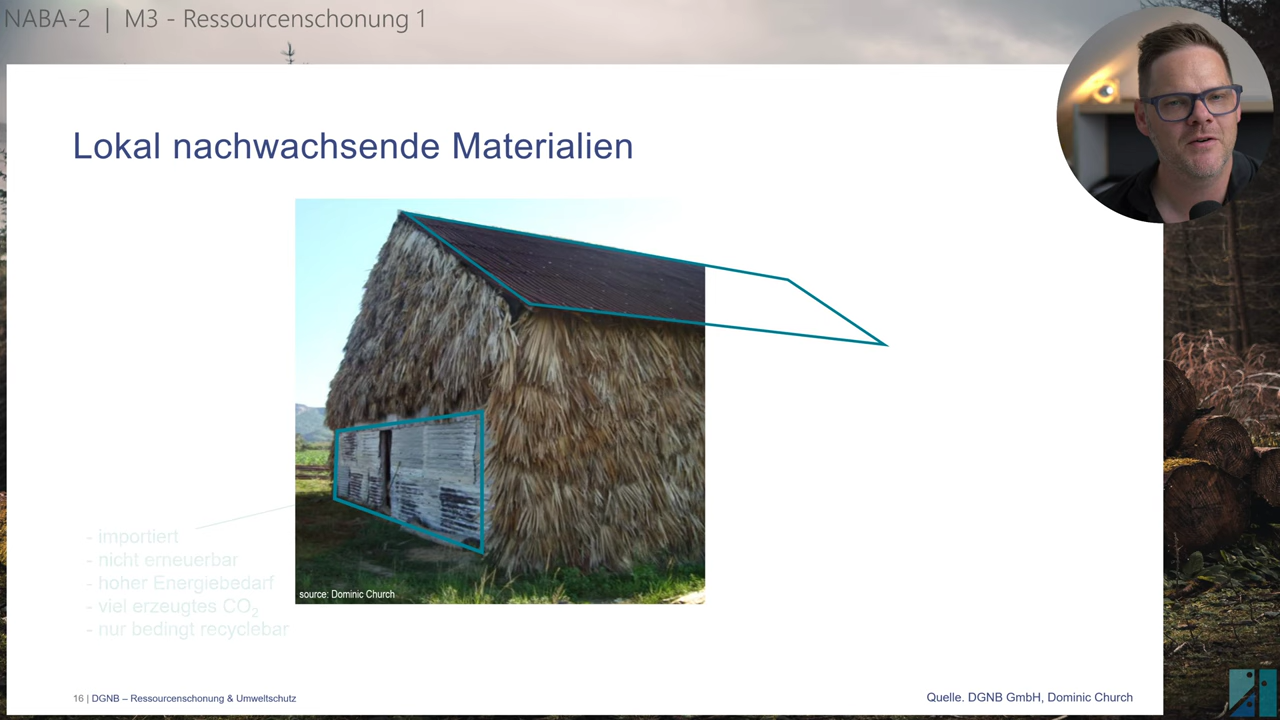 NABA-2 | M3 - Ressourcenschonung 1
Lokal nachwachsende Materialien
- importiert
- nicht erneuerbar
- hoher Energiebedarf
- viel erzeugtes CO₂
- nur bedingt recyclebar
source: Dominic Church
16 | DGNB – Ressourcenschonung & Umweltschutz
Quelle. DGNB GmbH, Dominic Church